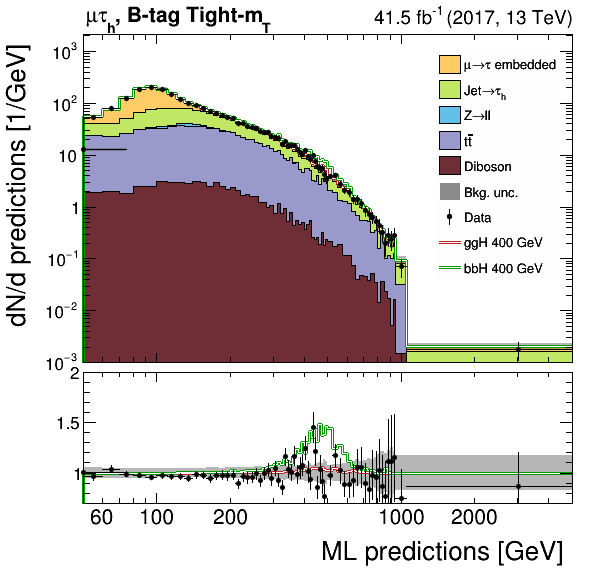 μτh, B-tag Tight-mT 41.5 fb⁻¹ (2017, 13 TeV)
dN/d predictions [1/GeV]
10³
10²
10
1
10⁻¹
10⁻²
10⁻³
μ→τ embedded
Jet→τh
Z→ll
tt̄
Diboson
Bkg. unc.
Data
ggH 400 GeV
bbH 400 GeV
2
1.5
1
60 100 200 1000 2000
ML predictions [GeV]